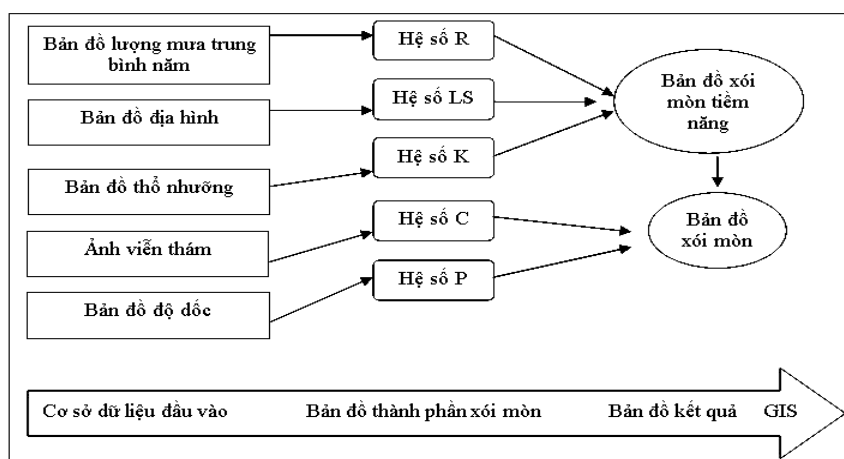 Bản đồ lượng mưa trung
bình năm
Hệ số R
Bản đồ địa hình
Hệ số LS
Bản đồ thổ nhưỡng
Hệ số K
Ảnh viễn thám
Hệ số C
Bản đồ độ dốc
Hệ số P
Bản đồ xói
mòn tiềm
năng
Bản đồ
xói mòn
Cơ sở dữ liệu đầu vào Bản đồ thành phần xói mòn Bản đồ kết quả GIS